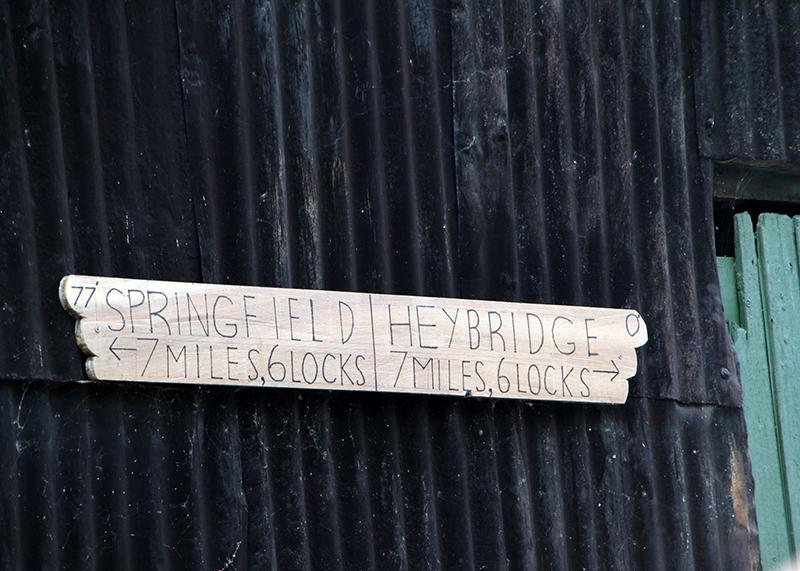 77' SPRINGFIELD
← 7 MILES, 6 LOCKS
HEYBRIDGE 0'
7 MILES, 6 LOCKS →